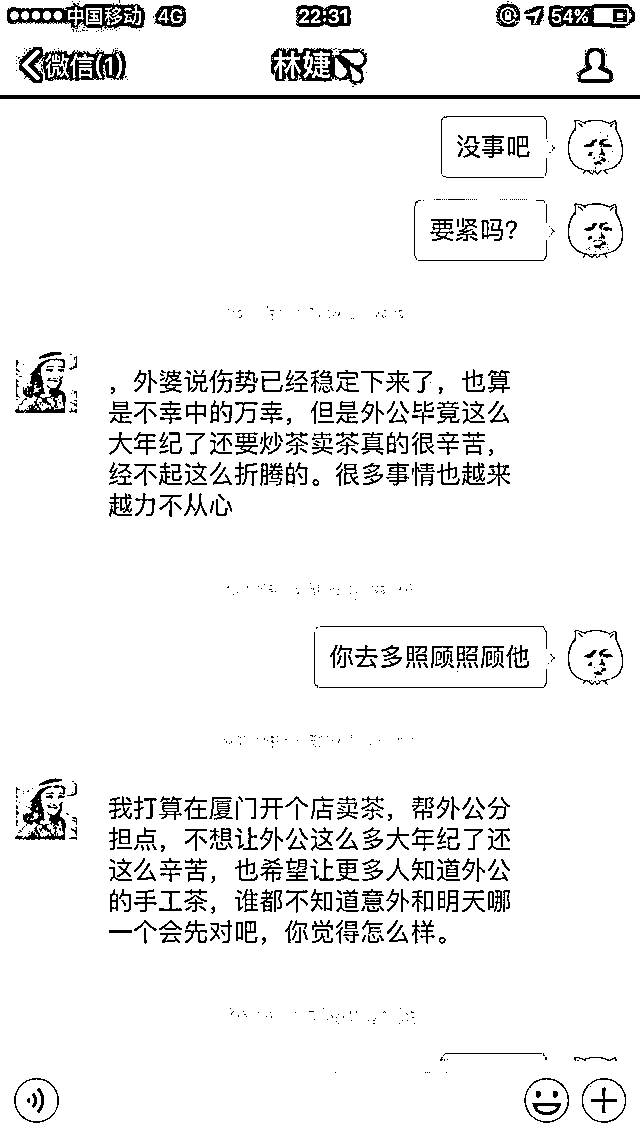 中国移动 4G 22:31 54%
微信(1) 林婕
没事吧
要紧吗？
，外婆说伤势已经稳定下来了，也算
是不幸中的万幸，但是外公毕竟这么
大年纪了还要炒茶卖茶真的很辛苦，
经不起这么折腾的。很多事情也越来
越力不从心
你去多照顾照顾他
我打算在厦门开个店卖茶，帮外公分
担点，不想让外公这么多大年纪了还
这么辛苦，也希望让更多人知道外公
的手工茶，谁都不知道意外和明天哪
一个会先对吧，你觉得怎么样。